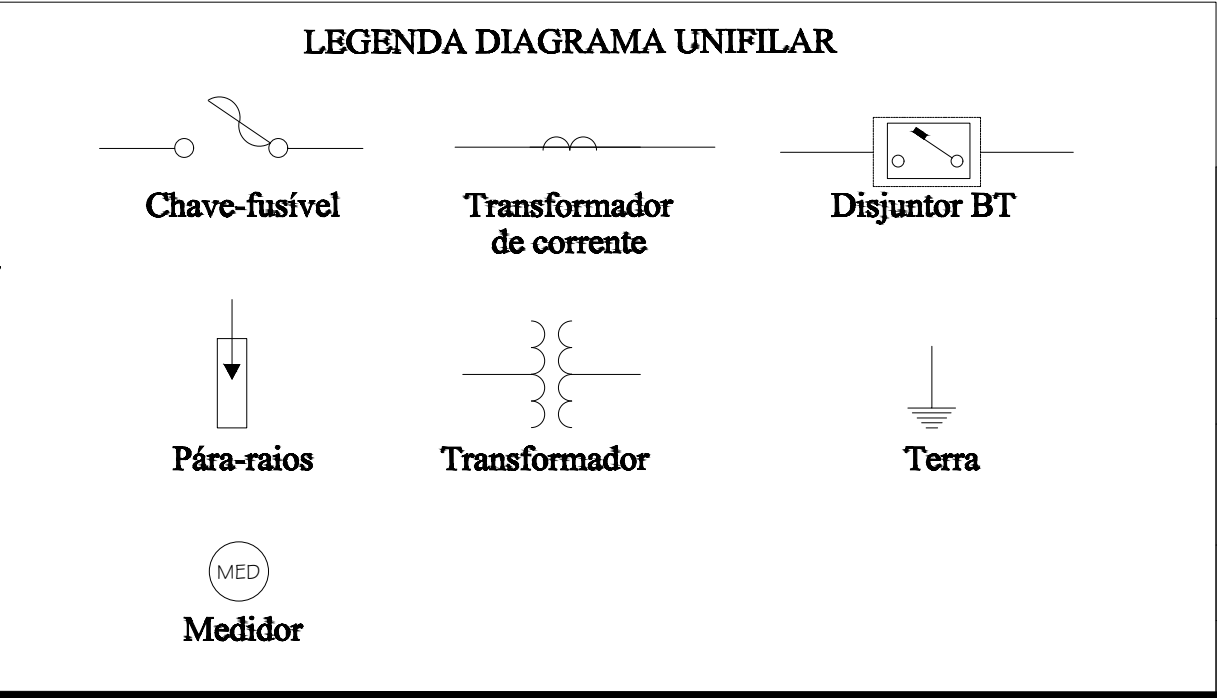 LEGENDA DIAGRAMA UNIFILAR
Chave-fusível
Transformador
de corrente
Disjuntor BT
Pára-raios
Transformador
Terra
MED
Medidor